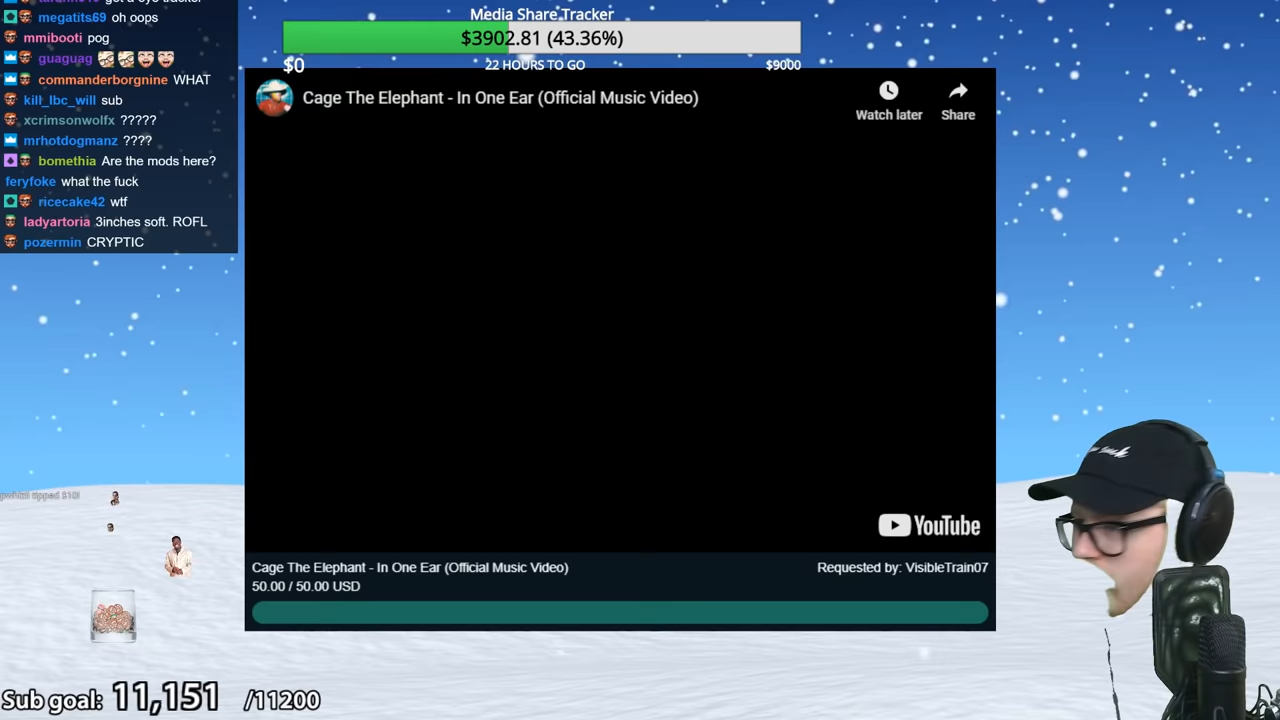 megatits69 oh oops
mmibooti pog
guaguag
commanderborgnine WHAT
kill_lbc_will sub
xcrimsonwolfx ?????
mrhotdogmanz ????
bomethia Are the mods here?
feryfoke what the fuck
ricecake42 wtf
ladyartoria 3inches soft. ROFL
pozermin CRYPTIC
Media Share Tracker
$3902.81 (43.36%)
$0 22 HOURS TO GO $9000
Cage The Elephant - In One Ear (Official Music Video)
Watch later Share
YouTube
Cage The Elephant - In One Ear (Official Music Video) Requested by: VisibleTrain07
50.00 / 50.00 USD
tipped $10!
Sub goal: 11,151 /11200